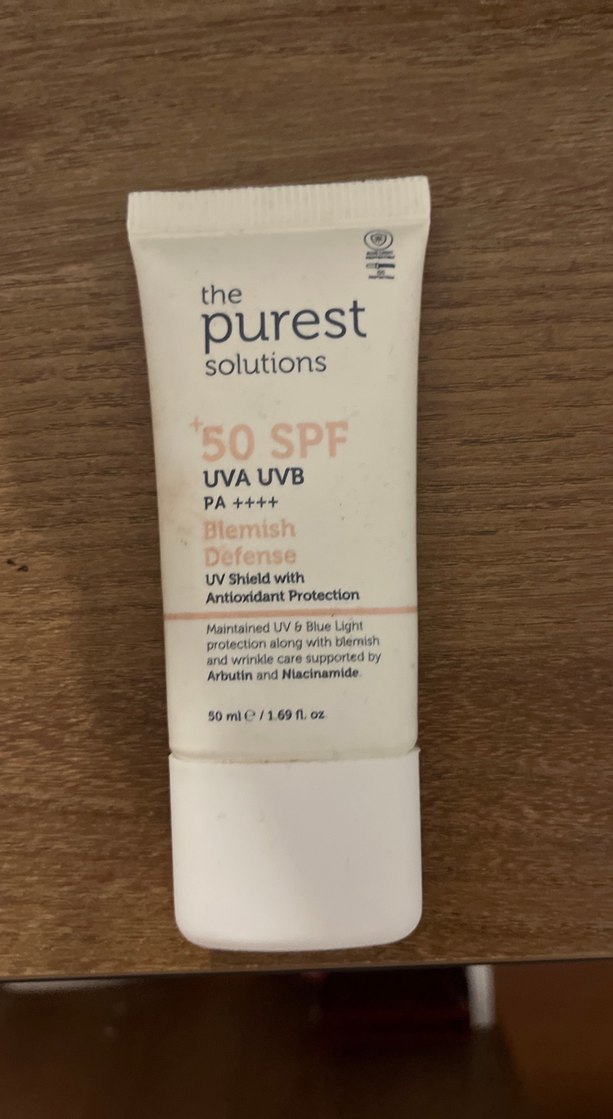 the
purest
solutions
+50 SPF
UVA UVB
PA ++++
Blemish
Defense
UV Shield with
Antioxidant Protection
Maintained UV & Blue Light
protection along with blemish
and wrinkle care supported by
Arbutin and Niacinamide.
50 ml ℮ / 1.69 fl. oz